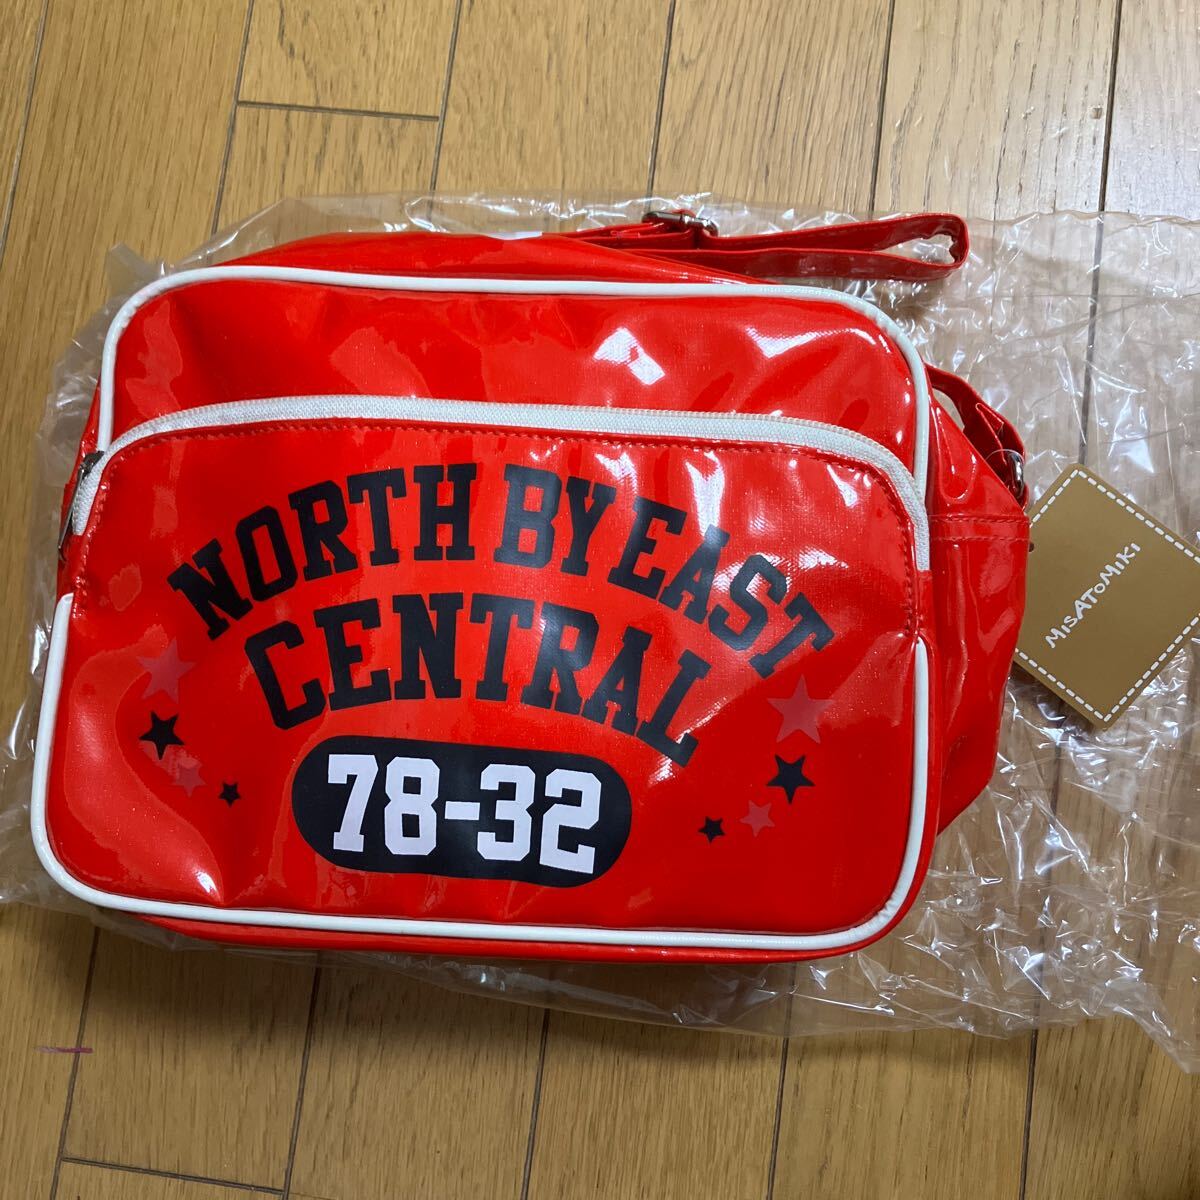 NORTH BY EAST
CENTRAL
78-32
MiSATOMiKi